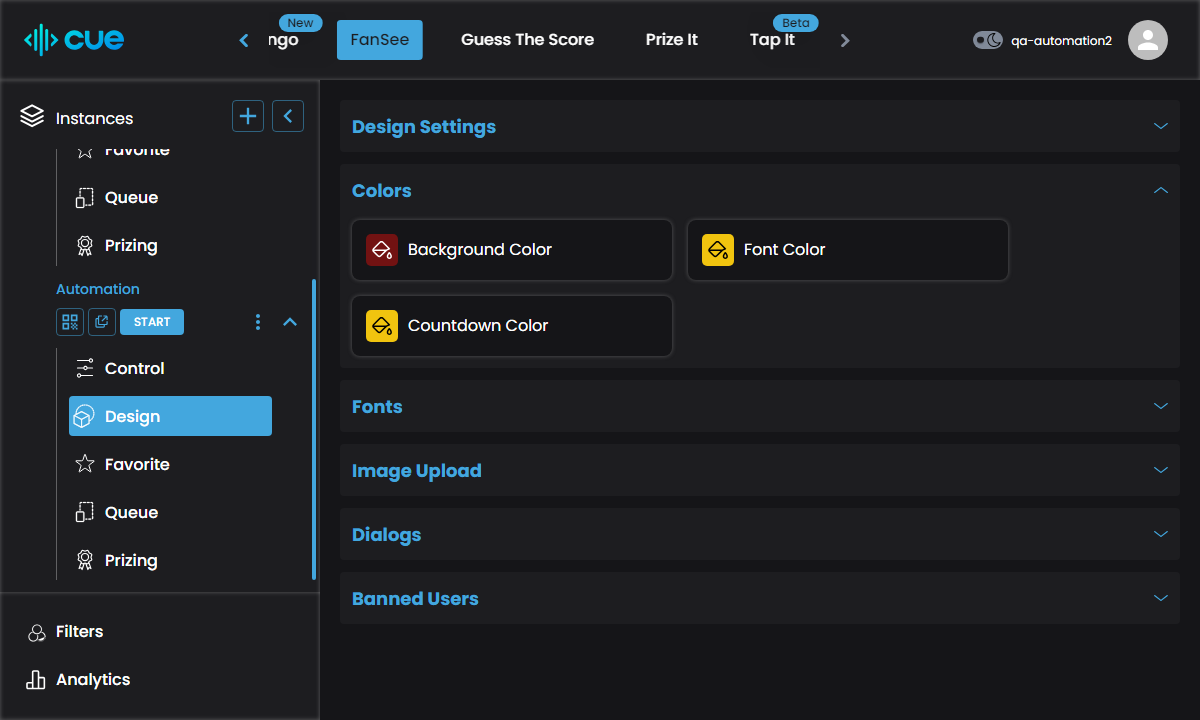 cue
New
ngo
FanSee
Guess The Score
Prize It
Beta
Tap It
qa-automation2
Instances
Favorite
Queue
Prizing
Automation
START
Control
Design
Favorite
Queue
Prizing
Filters
Analytics
Design Settings
Colors
Background Color
Font Color
Countdown Color
Fonts
Image Upload
Dialogs
Banned Users